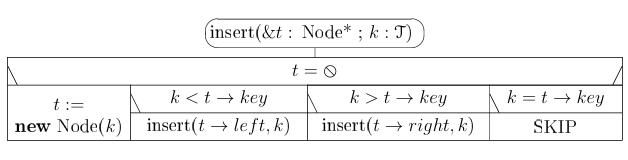 insert(&t : Node* ; k : 𝒯)
t = ⊘
t :=
new Node(k)
k < t → key
k > t → key
k = t → key
insert(t → left, k)
insert(t → right, k)
SKIP